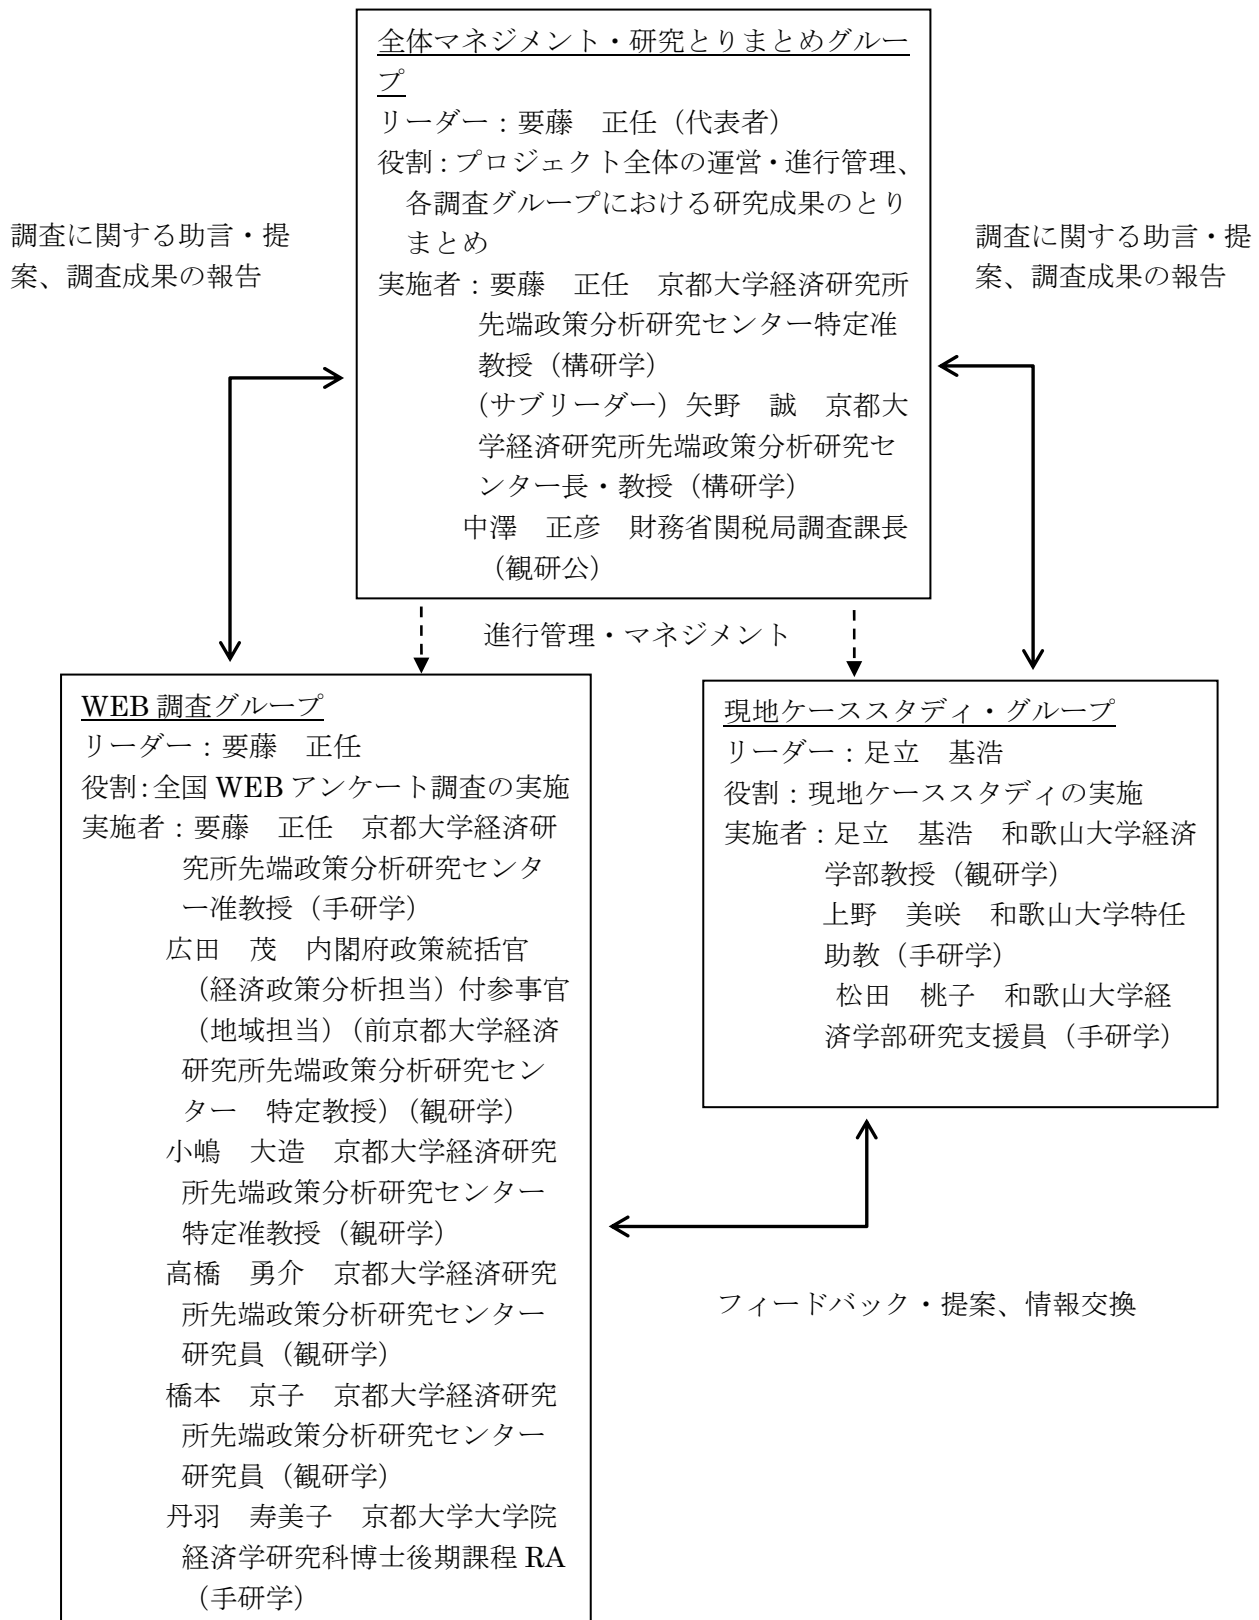 全体マネジメント・研究とりまとめグルー
プ
リーダー：要藤　正任（代表者）
役割：プロジェクト全体の運営・進行管理、
各調査グループにおける研究成果のとり
まとめ
実施者：要藤　正任　京都大学経済研究所
先端政策分析研究センター特定准
教授（構研学）
（サブリーダー）矢野　誠　京都大
学経済研究所先端政策分析研究セ
ンター長・教授（構研学）
中澤　正彦　財務省関税局調査課長
（観研公）
調査に関する助言・提
案、調査成果の報告
調査に関する助言・提
案、調査成果の報告
進行管理・マネジメント
WEB 調査グループ
リーダー：要藤　正任
役割：全国 WEB アンケート調査の実施
実施者：要藤　正任　京都大学経済研
究所先端政策分析研究センタ
ー准教授（手研学）
広田　茂　内閣府政策統括官
（経済政策分析担当）付参事官
（地域担当）（前京都大学経済
研究所先端政策分析研究セン
ター　特定教授）（観研学）
小嶋　大造　京都大学経済研究
所先端政策分析研究センター
特定准教授（観研学）
高橋　勇介　京都大学経済研究
所先端政策分析研究センター
研究員（観研学）
橋本　京子　京都大学経済研究
所先端政策分析研究センター
研究員（観研学）
丹羽　寿美子　京都大学大学院
経済学研究科博士後期課程 RA
（手研学）
現地ケーススタディ・グループ
リーダー：足立　基浩
役割：現地ケーススタディの実施
実施者：足立　基浩　和歌山大学経済
学部教授（観研学）
上野　美咲　和歌山大学特任
助教（手研学）
松田　桃子　和歌山大学経
済学部研究支援員（手研学）
フィードバック・提案、情報交換